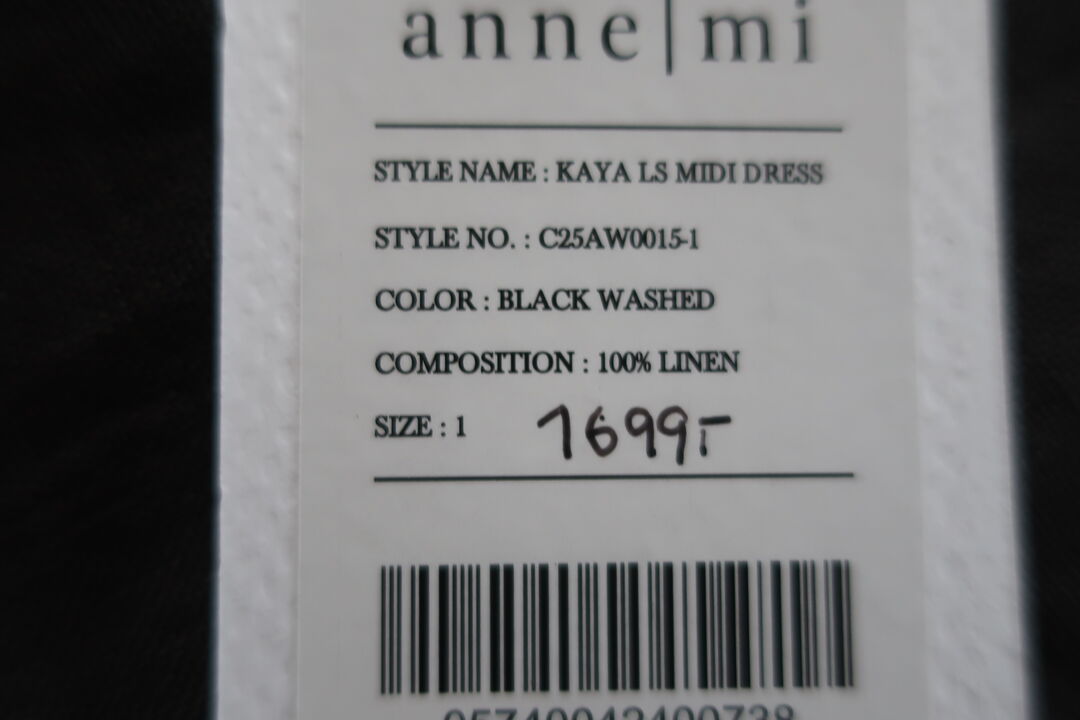 anne|mi
STYLE NAME : KAYA LS MIDI DRESS
STYLE NO. : C25AW0015-1
COLOR : BLACK WASHED
COMPOSITION : 100% LINEN
SIZE : 1 1699,-